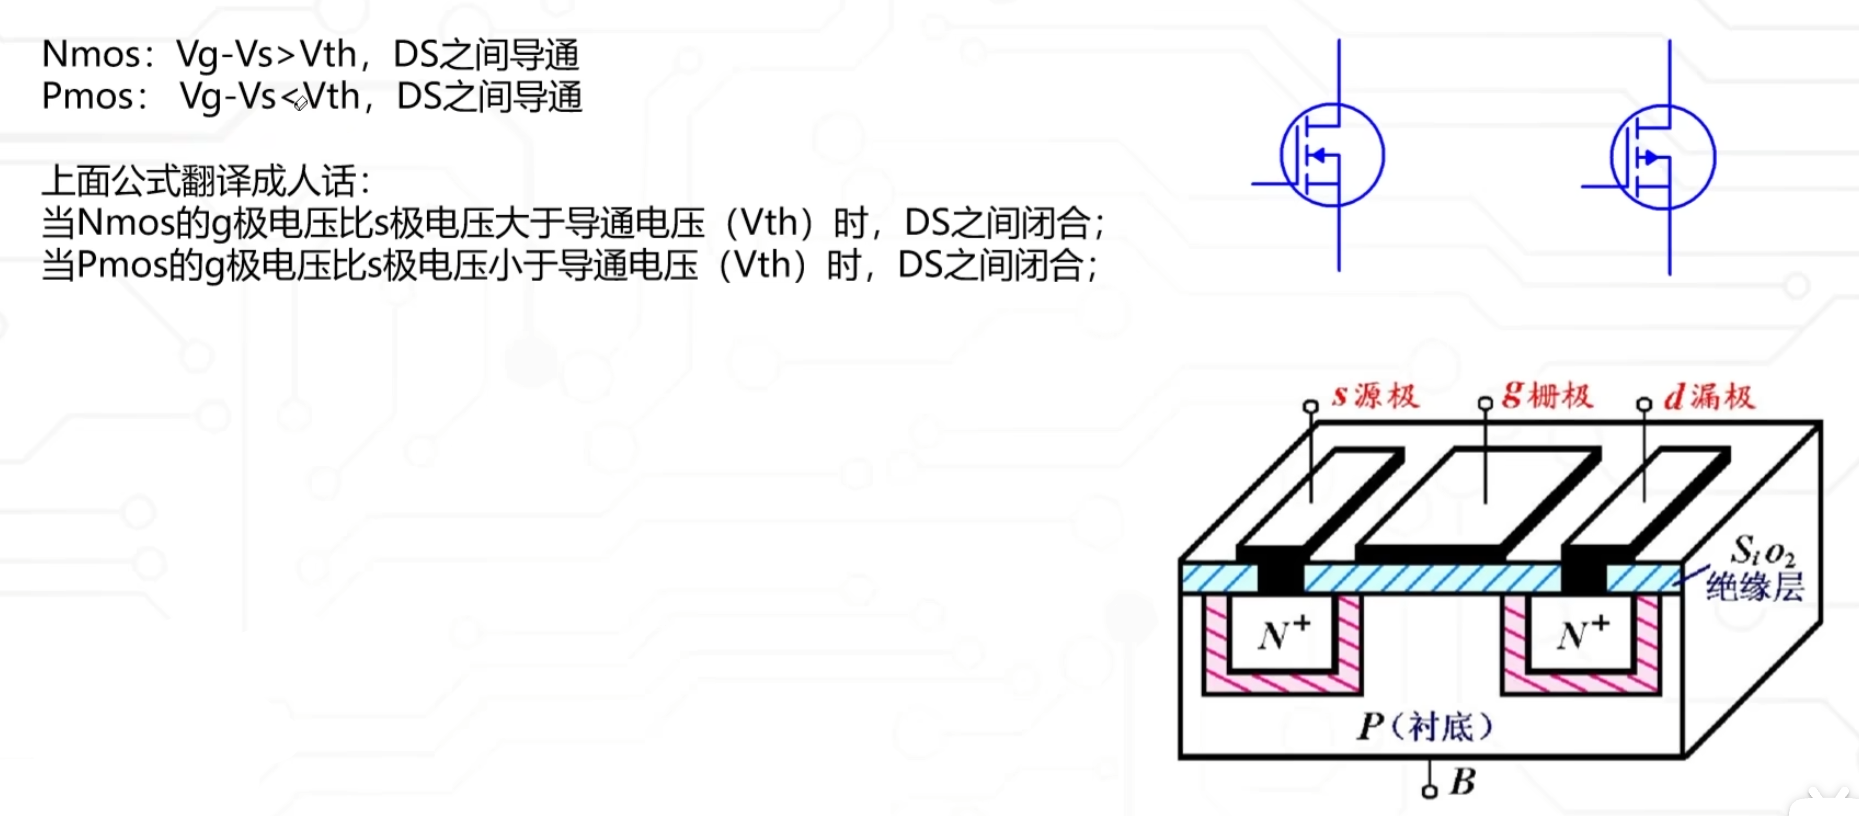 Nmos：Vg-Vs>Vth，DS之间导通
Pmos： Vg-Vs<Vth，DS之间导通
上面公式翻译成人话：
当Nmos的g极电压比s极电压大于导通电压（Vth）时，DS之间闭合；
当Pmos的g极电压比s极电压小于导通电压（Vth）时，DS之间闭合；
s源极 g栅极 d漏极
SiO2
绝缘层
N+ N+
P（衬底）
B